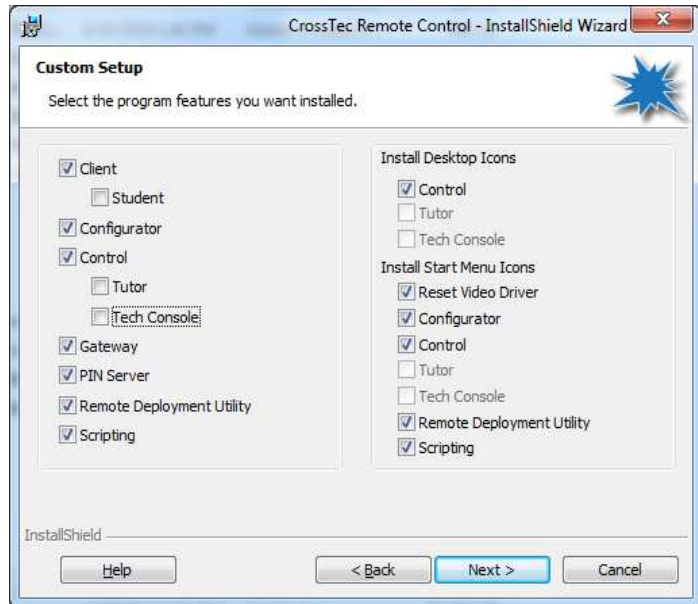 CrossTec Remote Control - InstallShield Wizard
Custom Setup
Select the program features you want installed.
Client
Student
Configurator
Control
Tutor
Tech Console
Gateway
PIN Server
Remote Deployment Utility
Scripting
Install Desktop Icons
Control
Tutor
Tech Console
Install Start Menu Icons
Reset Video Driver
Configurator
Control
Tutor
Tech Console
Remote Deployment Utility
Scripting
InstallShield
Help
< Back
Next >
Cancel